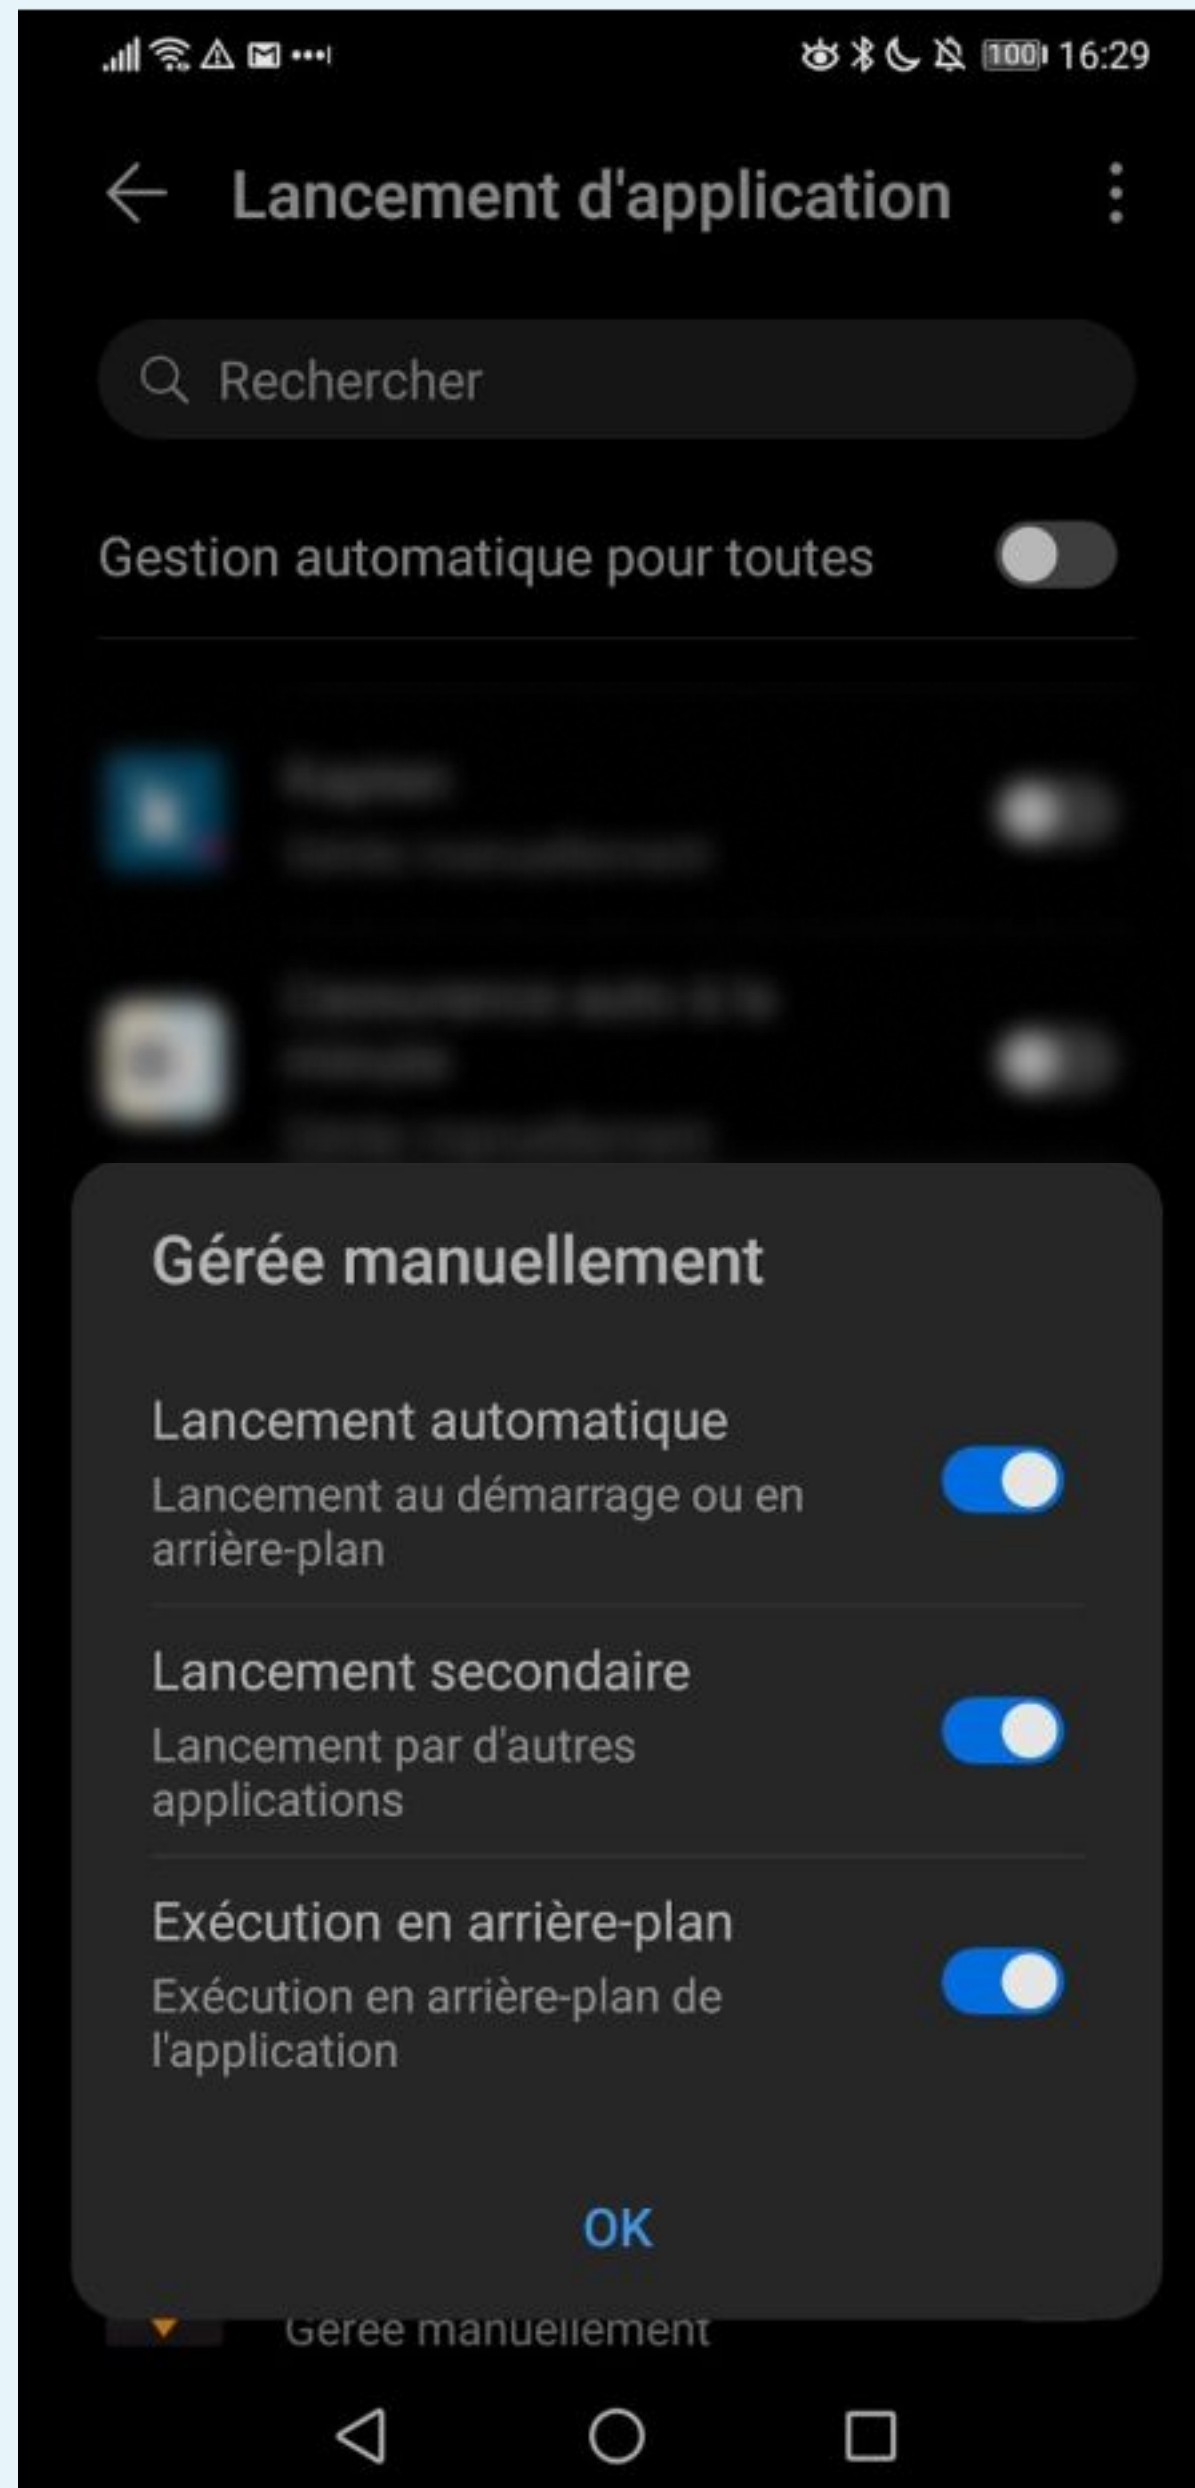 100 16:29
Lancement d'application
Rechercher
Gestion automatique pour toutes
Gérée manuellement
Lancement automatique
Lancement au démarrage ou en
arrière-plan
Lancement secondaire
Lancement par d'autres
applications
Exécution en arrière-plan
Exécution en arrière-plan de
l'application
OK
Gérée manuellement